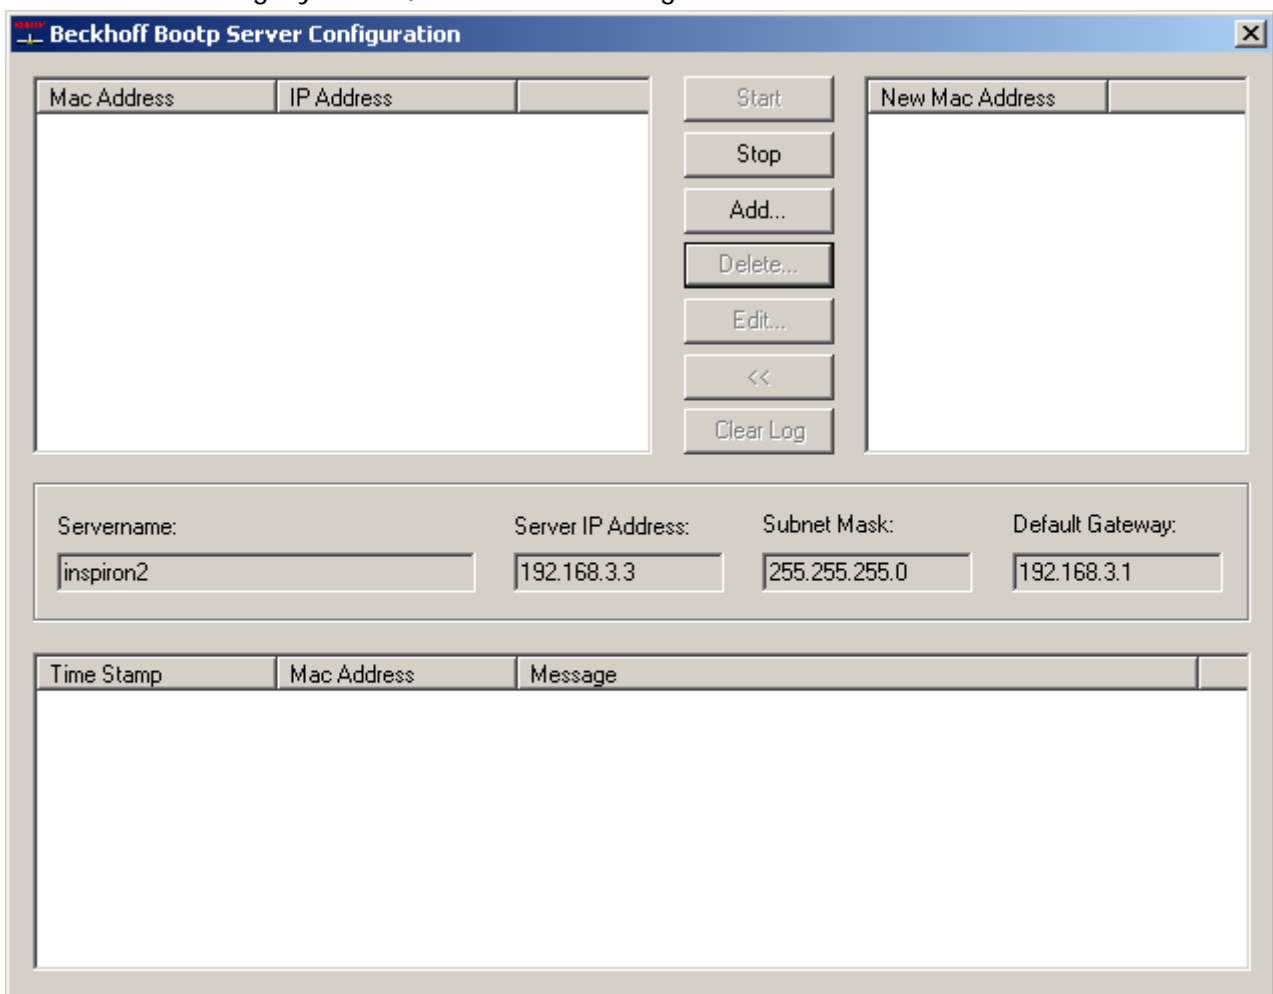 Beckhoff Bootp Server Configuration
Mac Address IP Address
Start
New Mac Address
Stop
Add...
Delete...
Edit...
<<
Clear Log
Servername: Server IP Address: Subnet Mask: Default Gateway:
inspiron2 192.168.3.3 255.255.255.0 192.168.3.1
Time Stamp Mac Address Message